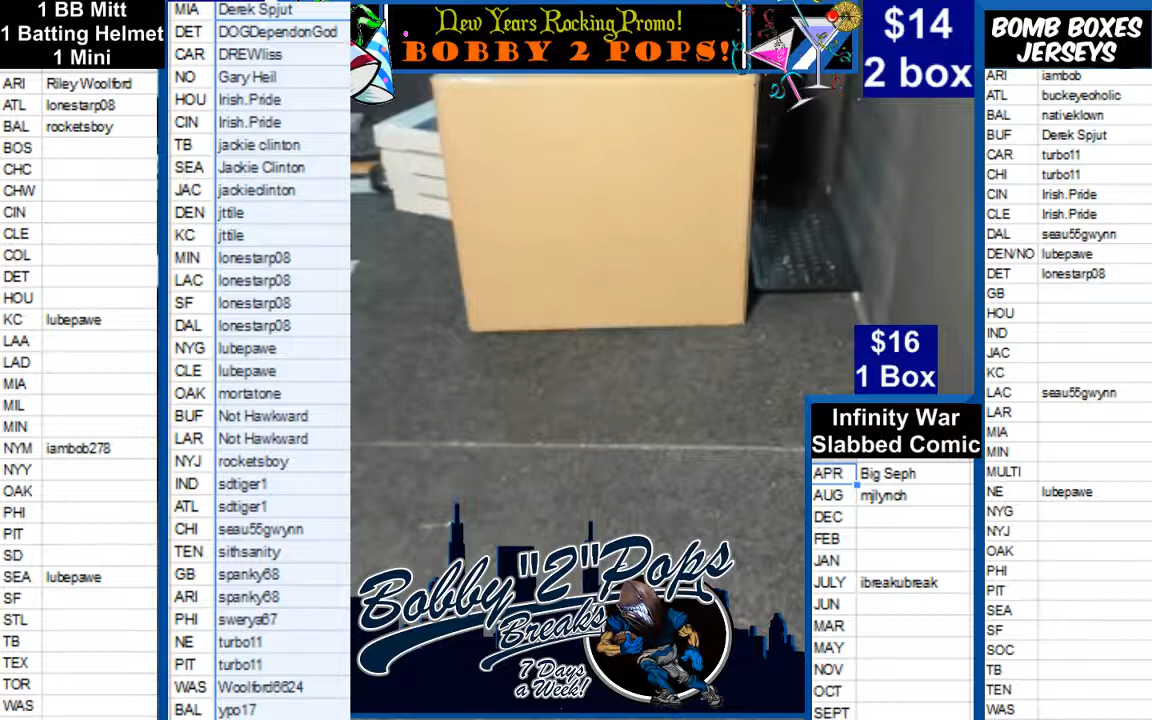 1 BB Mitt
1 Batting Helmet
1 Mini
ARI Riley Woolford
ATL lonestarp08
BAL rocketsboy
BOS
CHC
CHW
CIN
CLE
COL
DET
HOU
KC lubepawe
LAA
LAD
MIA
MIL
MIN
NYM iambob278
NYY
OAK
PHI
PIT
SD
SEA lubepawe
SF
STL
TB
TEX
TOR
WAS
MIA Derek Spjut
DET DOGDependonGod
CAR DREWliss
NO Gary Heil
HOU Irish.Pride
CIN Irish.Pride
TB jackie clinton
SEA Jackie Clinton
JAC jackieclinton
DEN jttile
KC jttile
MIN lonestarp08
LAC lonestarp08
SF lonestarp08
DAL lonestarp08
NYG lubepawe
CLE lubepawe
OAK mortatone
BUF Not Hawkward
LAR Not Hawkward
NYJ rocketsboy
IND sdtiger1
ATL sdtiger1
CHI seau55gwynn
TEN sithsanity
GB spanky68
ARI spanky68
PHI swerya67
NE turbo11
PIT turbo11
WAS Woolford6624
BAL ypo17
New Years Rocking Promo!
BOBBY 2 POPS!
$14
2 box
$16
1 Box
Infinity War
Slabbed Comic
APR Big Seph
AUG mjlynch
DEC
FEB
JAN
JULY ibreakubreak
JUN
MAR
MAY
NOV
OCT
SEPT
Bobby "2" Pops
Breaks
7 Days
a Week!
BOMB BOXES
JERSEYS
ARI iambob
ATL buckeyeoholic
BAL nativeklown
BUF Derek Spjut
CAR turbo11
CHI turbo11
CIN Irish.Pride
CLE Irish.Pride
DAL seau55gwynn
DEN/NO lubepawe
DET lonestarp08
GB
HOU
IND
JAC
KC
LAC seau55gwynn
LAR
MIA
MIN
MULTI
NE lubepawe
NYG
NYJ
OAK
PHI
PIT
SEA
SF
SOC
TB
TEN
WAS